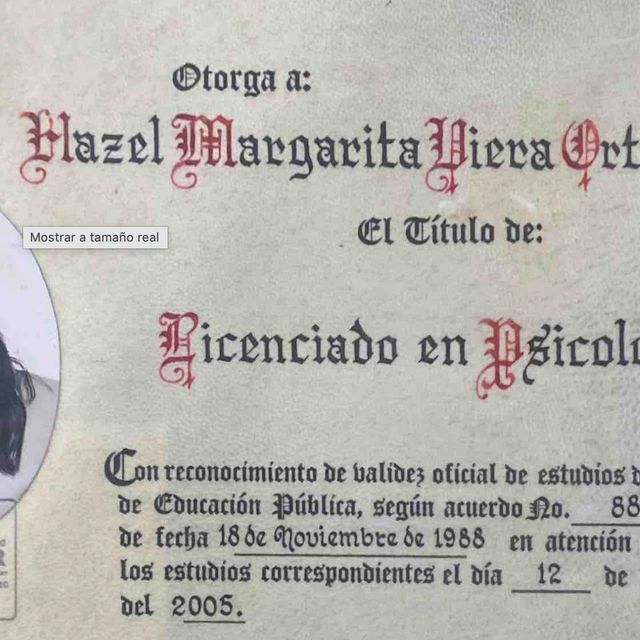 Otorga a:
Hazel Margarita Viera Ort
Mostrar a tamaño real
El Título de:
Licenciado en Psicolo
Con reconocimiento de validez oficial de estudios d
de Educación Pública, según acuerdo No. 88
de fecha 18 de Noviembre de 1988 en atención
los estudios correspondientes el día 12 de
del 2005.